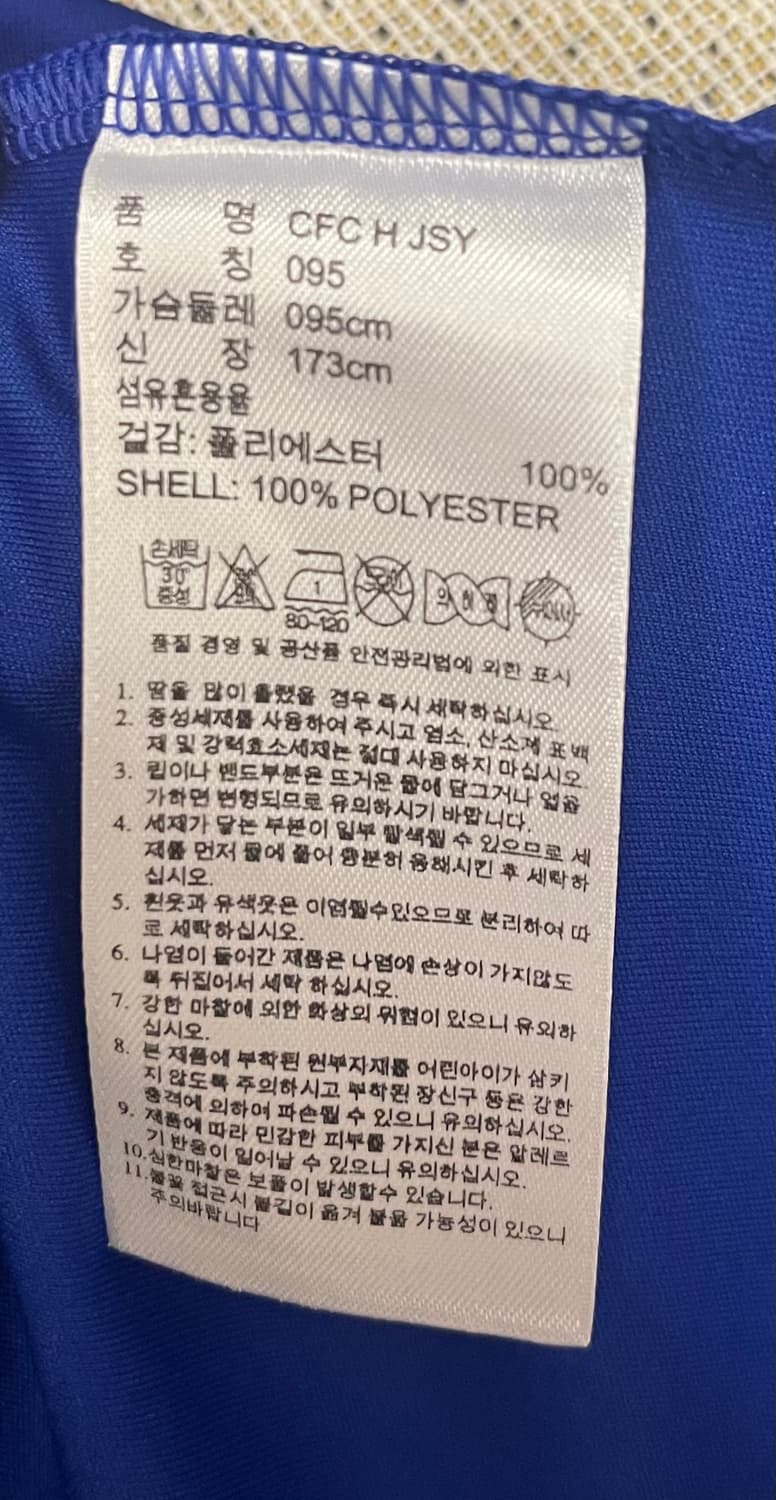 품 명 CFC H JSY
호 칭 095
가슴둘레 095cm
신 장 173cm
섬유혼용율
겉감: 폴리에스터 100%
SHELL: 100% POLYESTER
손세탁
30°
중성
1
80-120
품질 경영 및 공산품 안전관리법에 의한 표시
1. 땀을 많이 흘렸을 경우 즉시 세탁하십시오.
2. 중성세제를 사용하여 주시고 염소, 산소계 표백
제 및 강력효소세제는 절대 사용하지 마십시오.
3. 립이나 밴드부분은 뜨거운 물에 담그거나 열을
가하면 변형되므로 유의하시기 바랍니다.
4. 세제가 닿는 부분이 일부 탈색될 수 있으므로 세
제를 먼저 물에 풀어 충분히 용해시킨 후 세탁하
십시오.
5. 흰옷과 유색옷은 이염될수있으므로 분리하여 따
로 세탁하십시오.
6. 나염이 들어간 제품은 나염에 손상이 가지않도
록 뒤집어서 세탁 하십시오.
7. 강한 마찰에 의한 화상의 위험이 있으니 유의하
십시오.
8. 본 제품에 부착된 원부자재를 어린아이가 삼키
지 않도록 주의하시고 부착된 장신구 등은 강한
충격에 의하여 파손될 수 있으니 유의하십시오.
9. 제품에 따라 민감한 피부를 가지신 분은 알레르
기 반응이 일어날 수 있으니 유의하십시오.
10.심한마찰은 보풀이 발생할수 있습니다.
11.불꽃 접근시 불길이 옮겨 붙을 가능성이 있으니
주의바랍니다